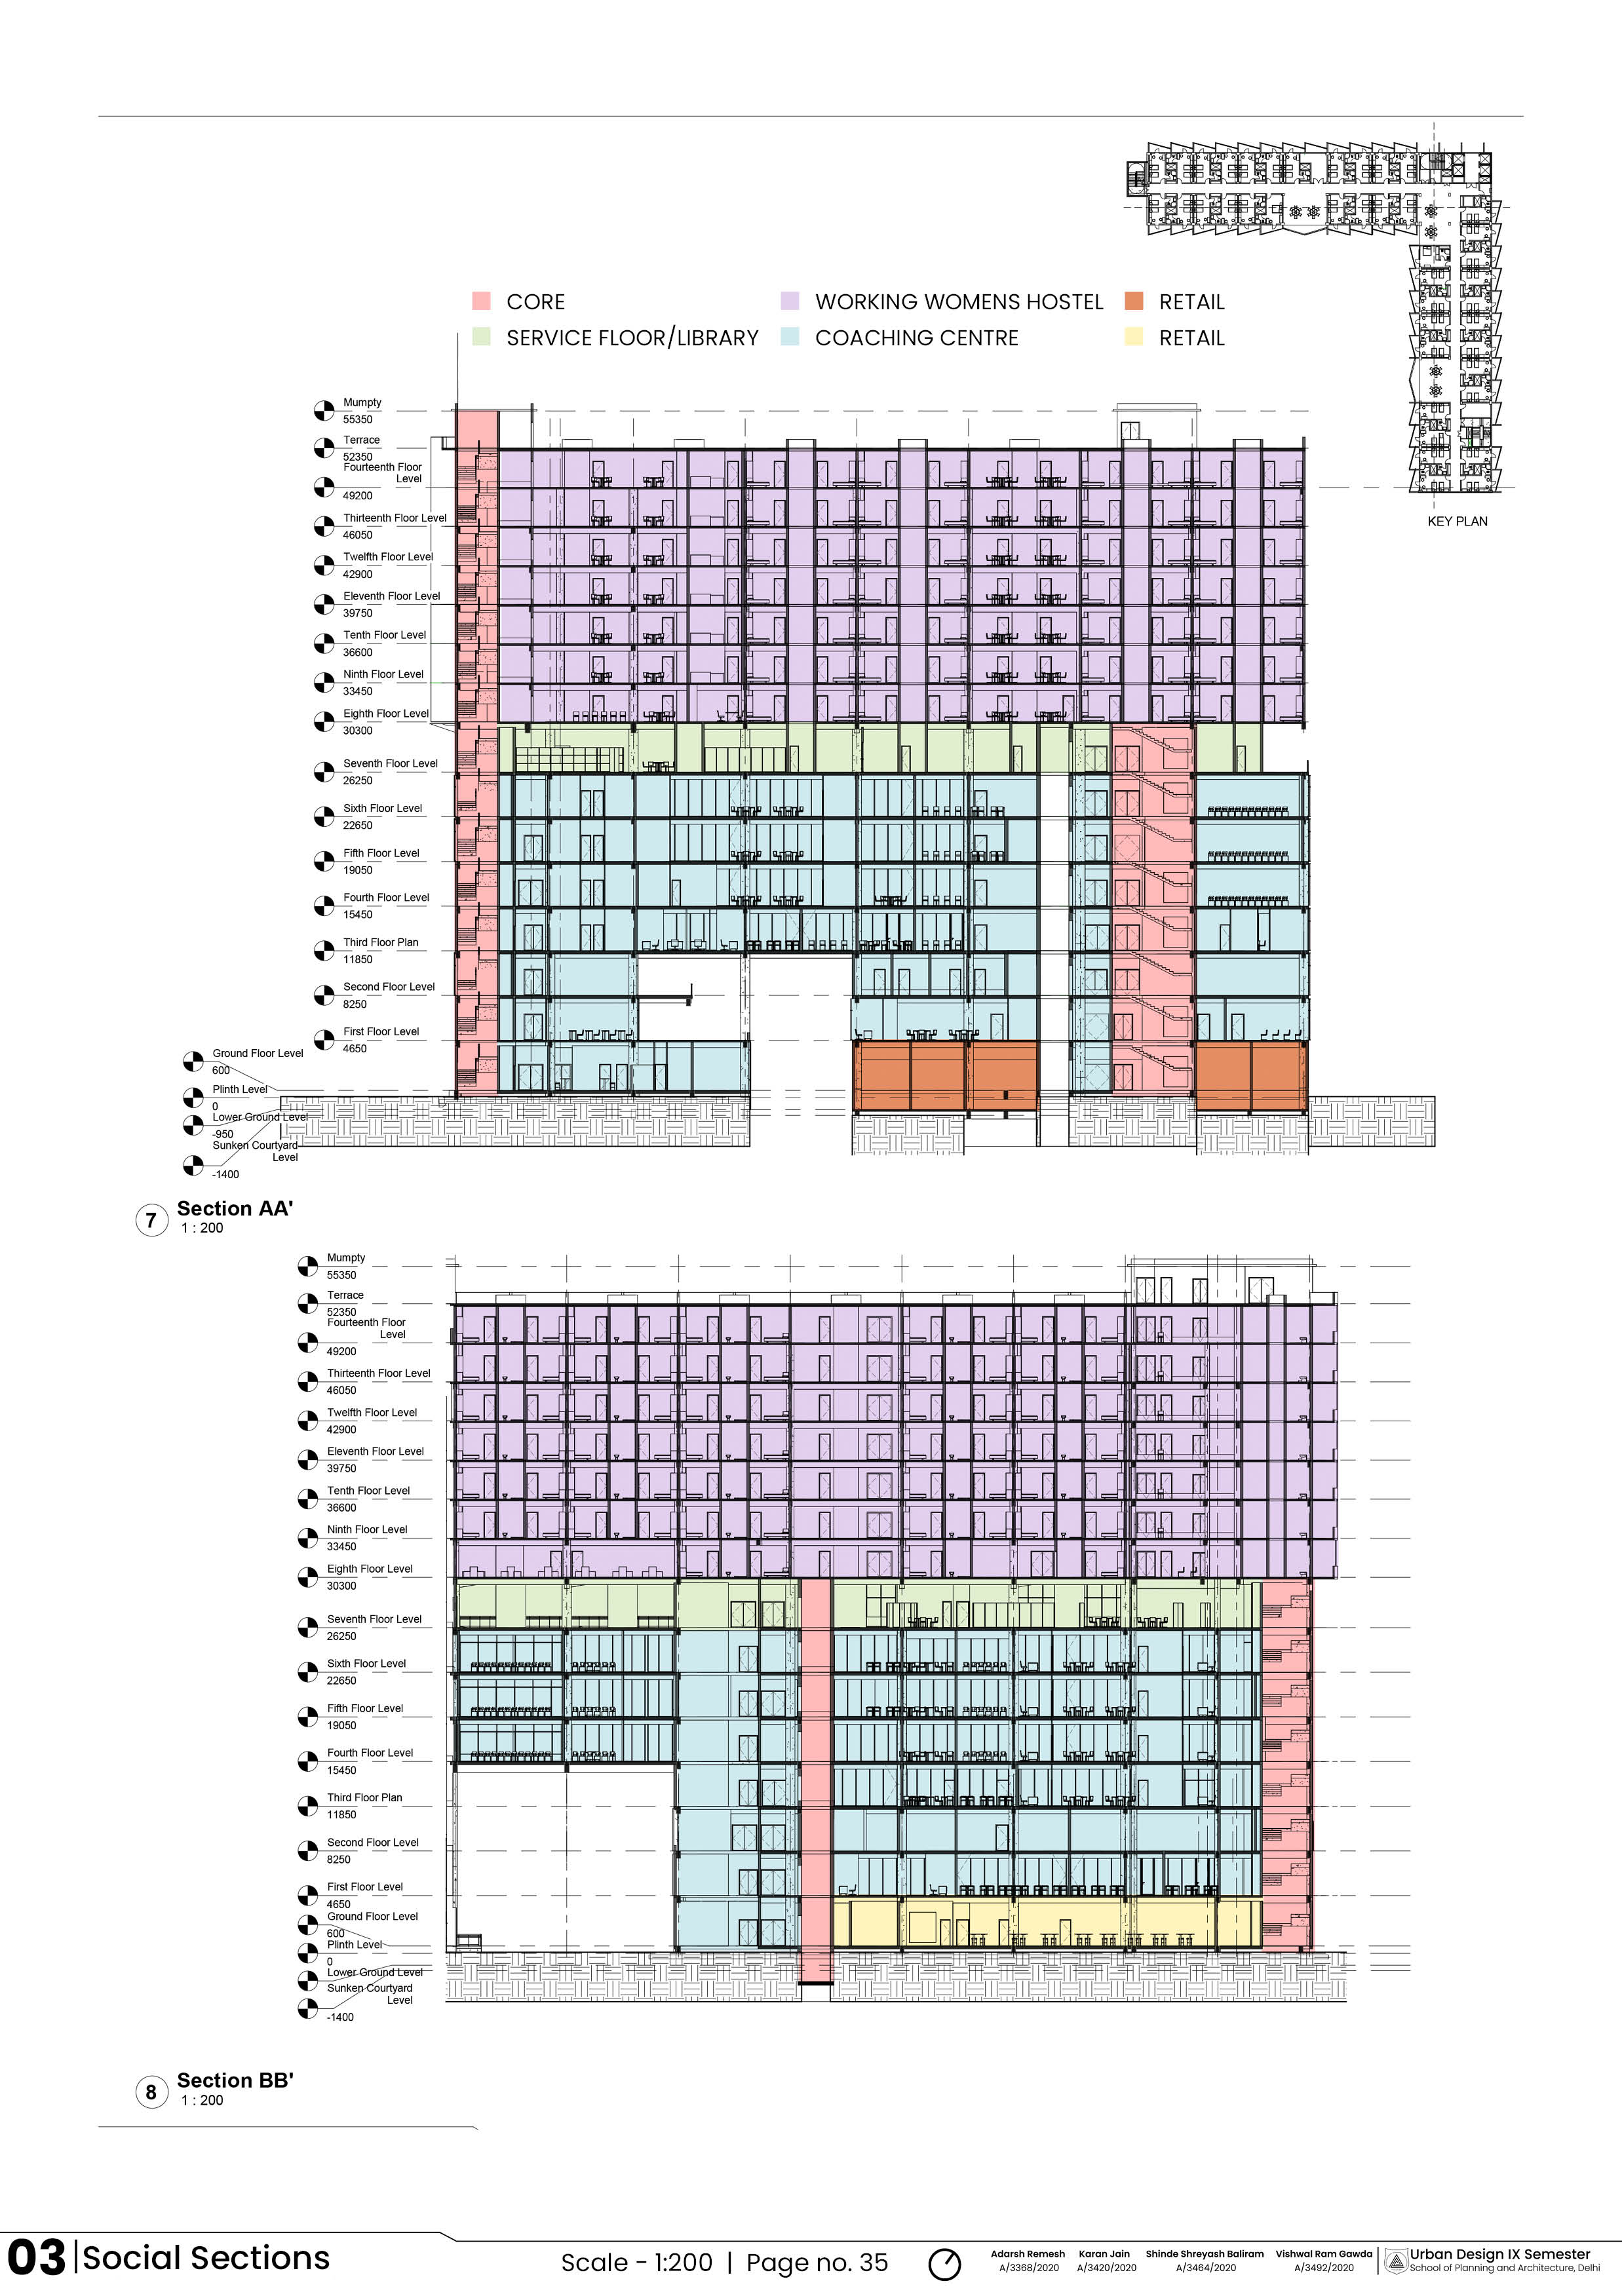 CORE
WORKING WOMENS HOSTEL
RETAIL
SERVICE FLOOR/LIBRARY
COACHING CENTRE
RETAIL
KEY PLAN
Mumpty
55350
Terrace
52350
Fourteenth Floor
Level
49200
Thirteenth Floor Level
46050
Twelfth Floor Level
42900
Eleventh Floor Level
39750
Tenth Floor Level
36600
Ninth Floor Level
33450
Eighth Floor Level
30300
Seventh Floor Level
26250
Sixth Floor Level
22650
Fifth Floor Level
19050
Fourth Floor Level
15450
Third Floor Plan
11850
Second Floor Level
8250
First Floor Level
4650
Ground Floor Level
600
Plinth Level
0
Lower Ground Level
-950
Sunken Courtyard
Level
-1400
7
Section AA'
1 : 200
Mumpty
55350
Terrace
52350
Fourteenth Floor
Level
49200
Thirteenth Floor Level
46050
Twelfth Floor Level
42900
Eleventh Floor Level
39750
Tenth Floor Level
36600
Ninth Floor Level
33450
Eighth Floor Level
30300
Seventh Floor Level
26250
Sixth Floor Level
22650
Fifth Floor Level
19050
Fourth Floor Level
15450
Third Floor Plan
11850
Second Floor Level
8250
First Floor Level
4650
Ground Floor Level
600
Plinth Level
0
Lower Ground Level
Sunken Courtyard
Level
-1400
8
Section BB'
1 : 200
03|Social Sections
Scale - 1:200 | Page no. 35
Adarsh Remesh
A/3368/2020
Karan Jain
A/3420/2020
Shinde Shreyash Baliram
A/3464/2020
Vishwal Ram Gawda
A/3492/2020
Urban Design IX Semester
School of Planning and Architecture, Delhi